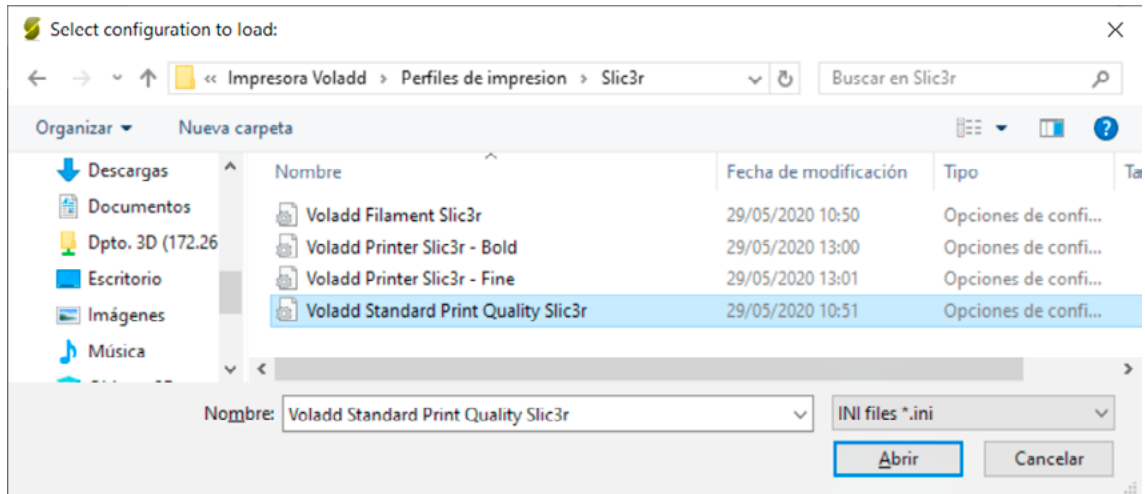 Select configuration to load:
« Impresora Voladd > Perfiles de impresion > Slic3r
Buscar en Slic3r
Organizar
Nueva carpeta
?
Nombre
Fecha de modificación
Tipo
Descargas
Documentos
Dpto. 3D (172.26
Escritorio
Imágenes
Música
Voladd Filament Slic3r 29/05/2020 10:50 Opciones de confi...
Voladd Printer Slic3r - Bold 29/05/2020 13:00 Opciones de confi...
Voladd Printer Slic3r - Fine 29/05/2020 13:01 Opciones de confi...
Voladd Standard Print Quality Slic3r 29/05/2020 10:51 Opciones de confi...
Nombre: Voladd Standard Print Quality Slic3r
INI files *.ini
Abrir
Cancelar